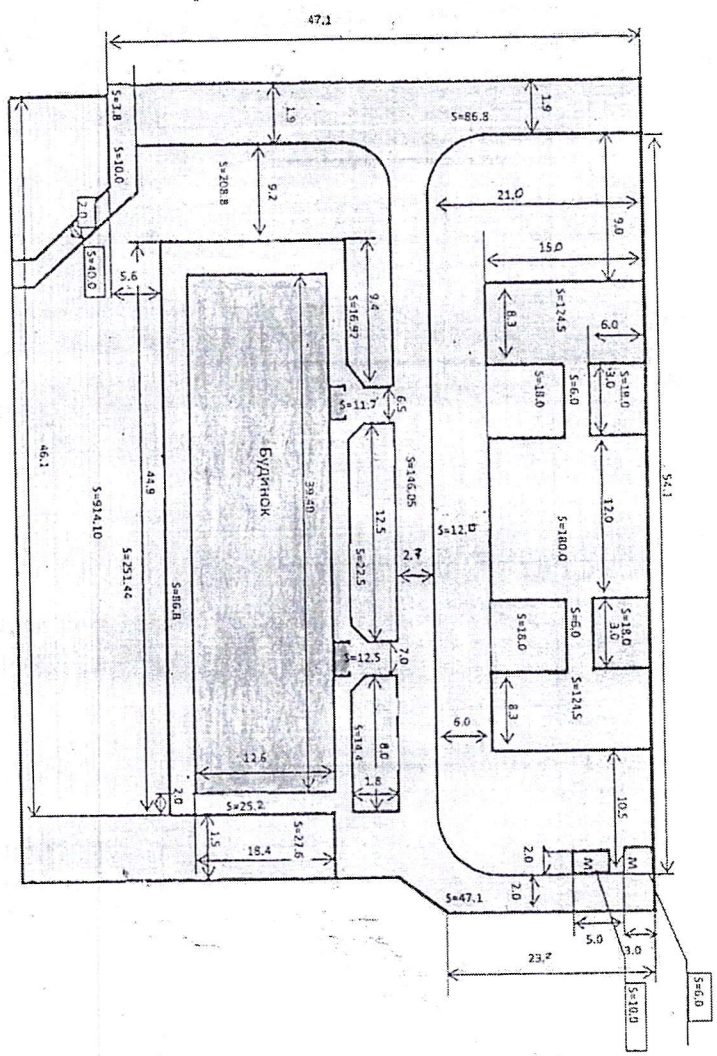 47.1
S=3.8
1.9
1.9
S=86.8
S=10.0
S=208.8
9.2
21.0
9.0
2.0
S=40.0
5.6
15.0
9.4
S=16.92
8.3
S=124.5
6.0
3.0
S=18.0
S=6.0
S=18.0
S=11.7
6.5
54.1
46.1
S=914.10
44.9
S=251.44
S=86.8
Будинок
39.40
12.5
S=22.5
S=146.05
2.7
S=12.0
12.0
S=180.0
S=18.0
S=6.0
S=18.0
3.0
S=12.5
7.0
S=124.5
8.3
6.0
S=14.4
8.0
1.8
12.6
2.0
S=25.2
10.5
1.5
18.4
S=27.6
2.0
2.0
M
M
S=47.1
5.0
3.0
23.2
S=10.0
S=6.0